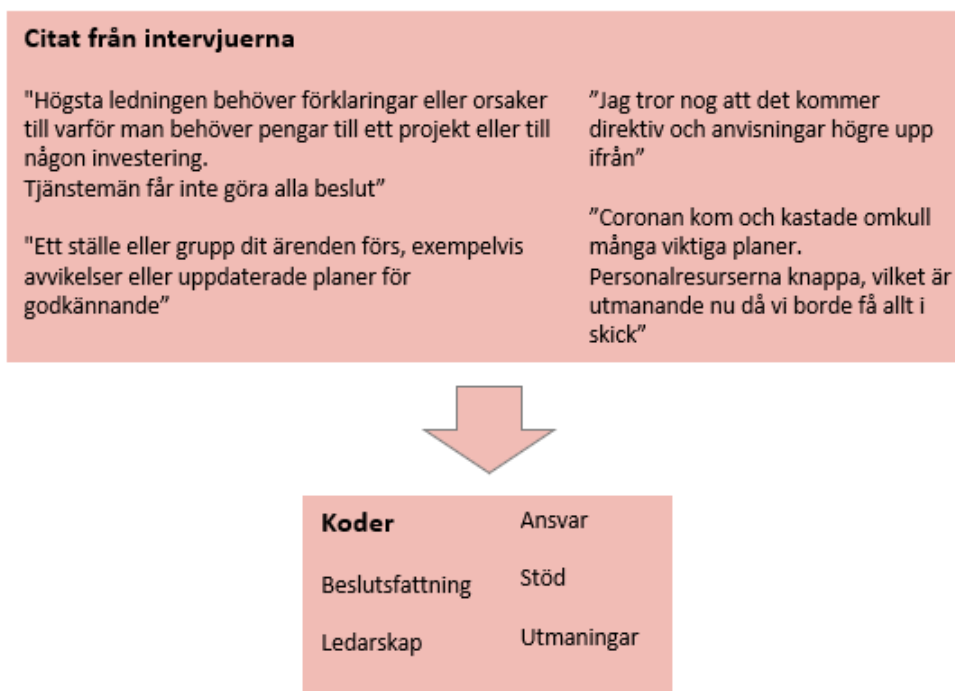 Citat från intervjuerna
"Högsta ledningen behöver förklaringar eller orsaker
till varför man behöver pengar till ett projekt eller till
någon investering.
Tjänstemän får inte göra alla beslut”
"Ett ställe eller grupp dit ärenden förs, exempelvis
avvikelser eller uppdaterade planer för
godkännande”
”Jag tror nog att det kommer
direktiv och anvisningar högre upp
ifrån”
”Coronan kom och kastade omkull
många viktiga planer.
Personalresurserna knappa, vilket är
utmanande nu då vi borde få allt i
skick”
Koder
Beslutsfattning
Ledarskap
Ansvar
Stöd
Utmaningar